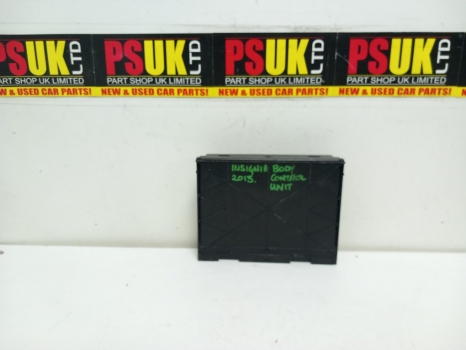 PSUK LTD PSUK LTD PSUK LTD PSUK LTD
PART SHOP UK LIMITED PART SHOP UK LIMITED PART SHOP UK LIMITED PART SHOP UK LIMITED
NEW & USED CAR PARTS! NEW & USED CAR PARTS! NEW & USED CAR PARTS! NEW & USED CAR PARTS!
INSIGNIA BODY
2015. CONTROL
UNIT